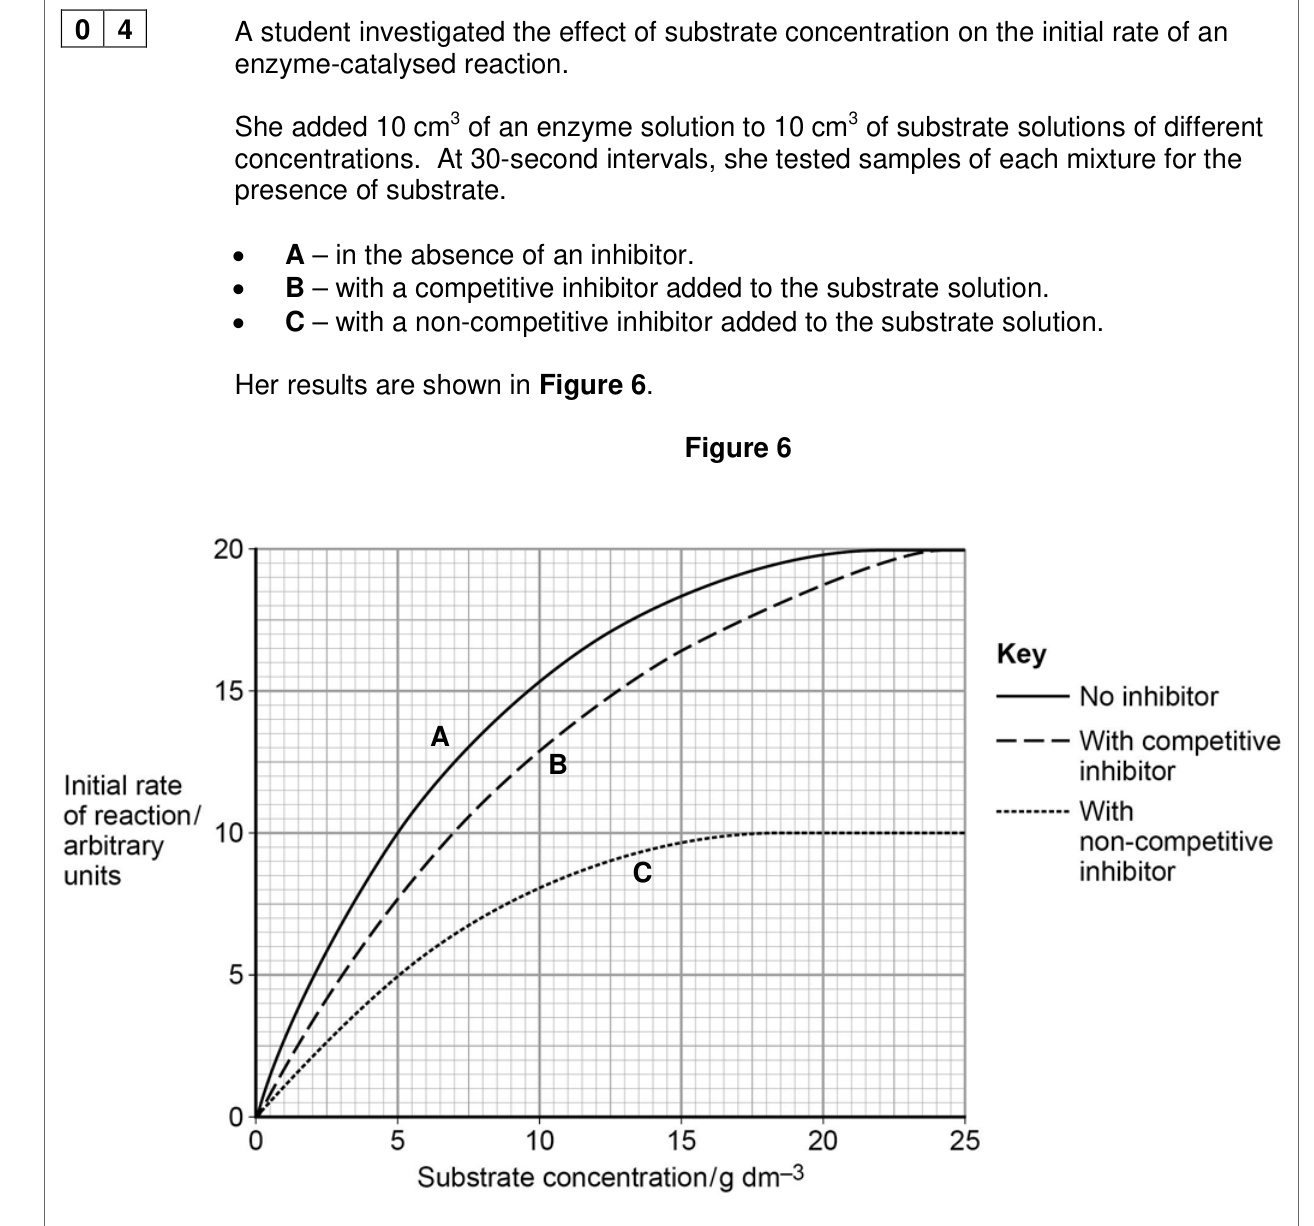 0 4
A student investigated the effect of substrate concentration on the initial rate of an
enzyme-catalysed reaction.
She added 10 cm³ of an enzyme solution to 10 cm³ of substrate solutions of different
concentrations. At 30-second intervals, she tested samples of each mixture for the
presence of substrate.
• A – in the absence of an inhibitor.
• B – with a competitive inhibitor added to the substrate solution.
• C – with a non-competitive inhibitor added to the substrate solution.
Her results are shown in Figure 6.
Figure 6
20
15
10
5
0
Initial rate
of reaction/
arbitrary
units
A
B
C
0 5 10 15 20 25
Substrate concentration/g dm⁻³
Key
No inhibitor
With competitive
inhibitor
With
non-competitive
inhibitor